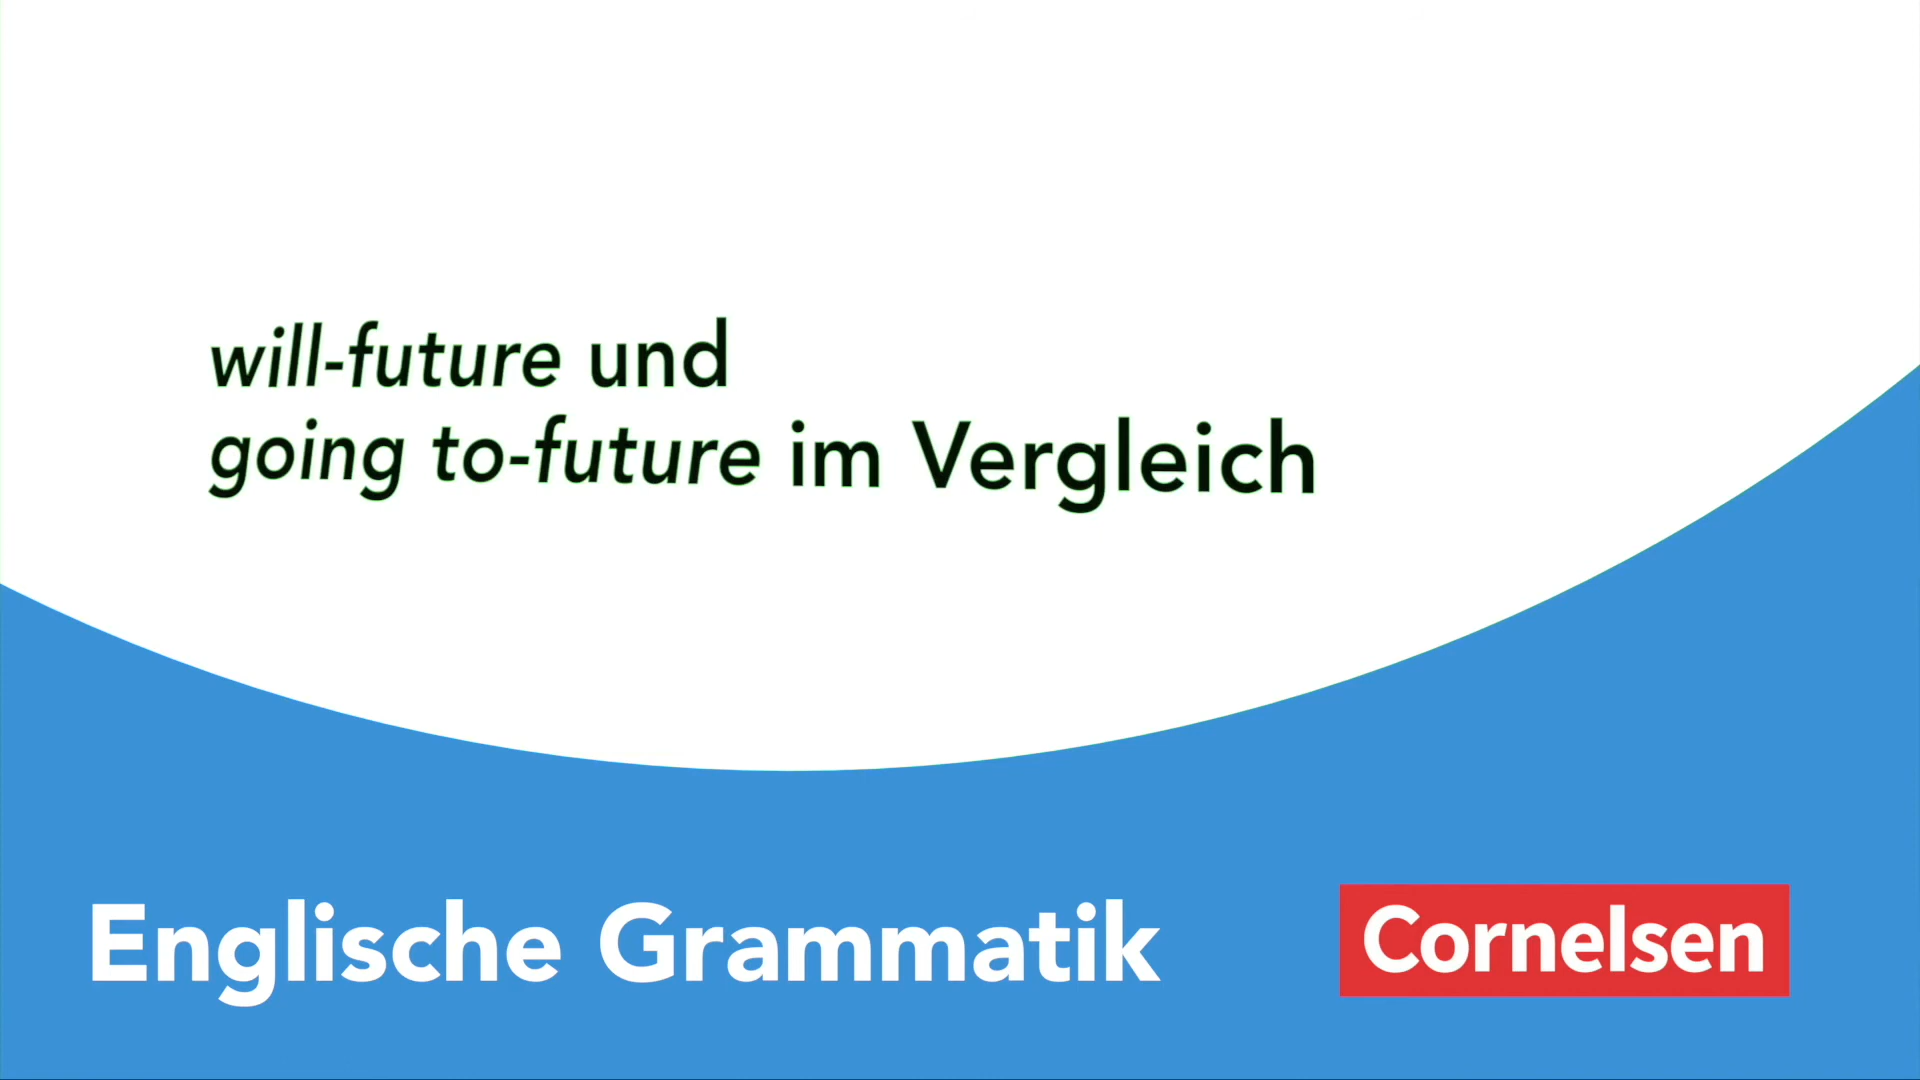 will-future und
going to-future im Vergleich
Englische Grammatik
Cornelsen